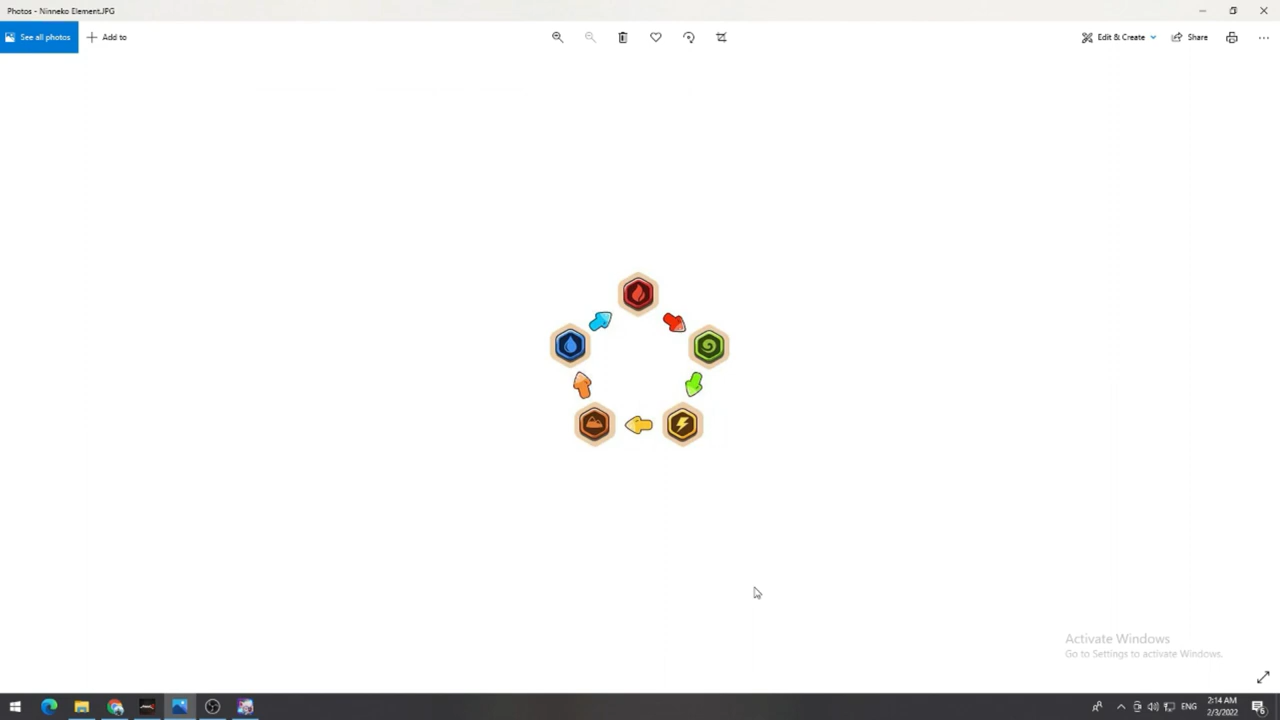 Photos - Ninneko Element.JPG
See all photos
Add to
Edit & Create
Share
Activate Windows
Go to Settings to activate Windows.
ENG
2:14 AM
2/3/2022
6